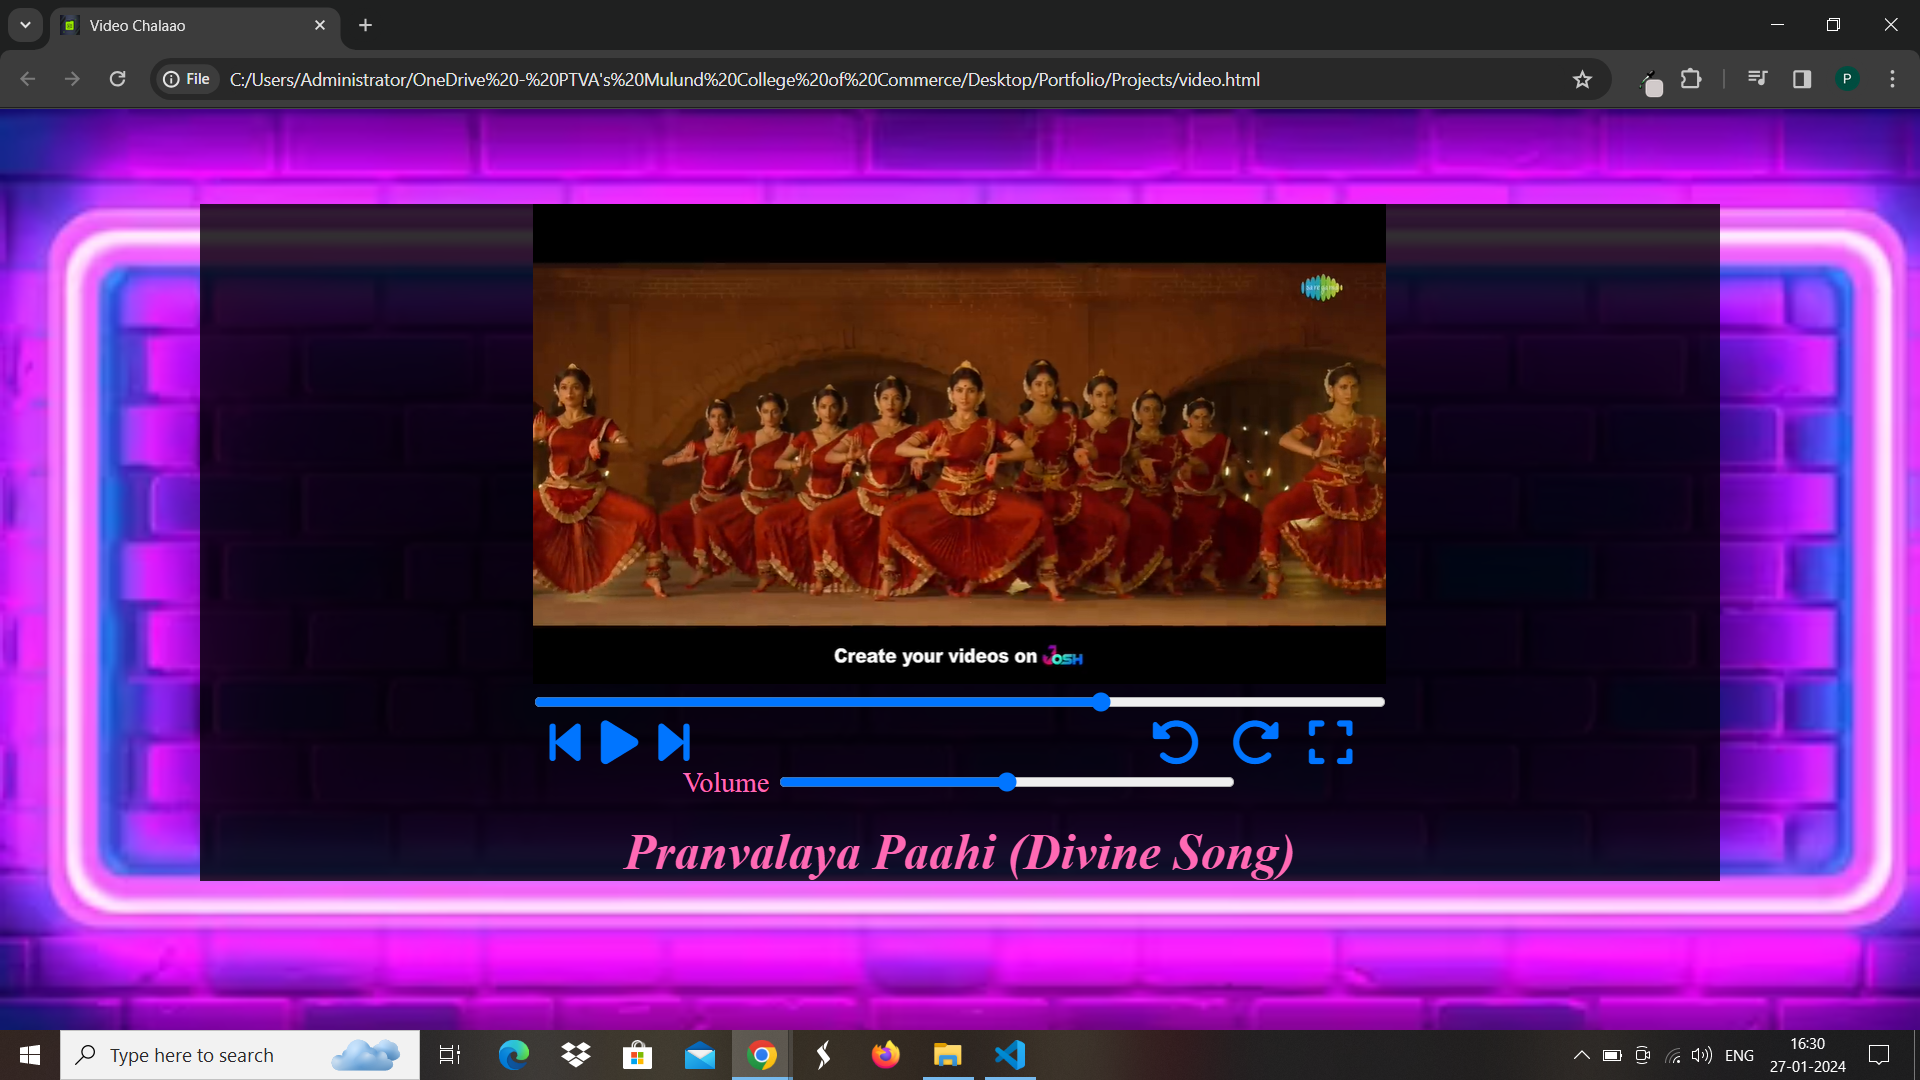 Video Chalaao
File
C:/Users/Administrator/OneDrive%20-%20PTVA's%20Mulund%20College%20of%20Commerce/Desktop/Portfolio/Projects/video.html
P
Create your videos on JOSH
Volume
Pranvalaya Paahi (Divine Song)
Type here to search
ENG
16:30
27-01-2024